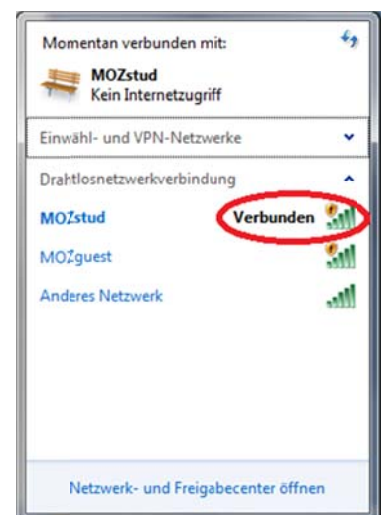 Momentan verbunden mit:
MOZstud
Kein Internetzugriff
Einwähl- und VPN-Netzwerke
Drahtlosnetzwerkverbindung
MOZstud Verbunden
MOZguest
Anderes Netzwerk
Netzwerk- und Freigabecenter öffnen